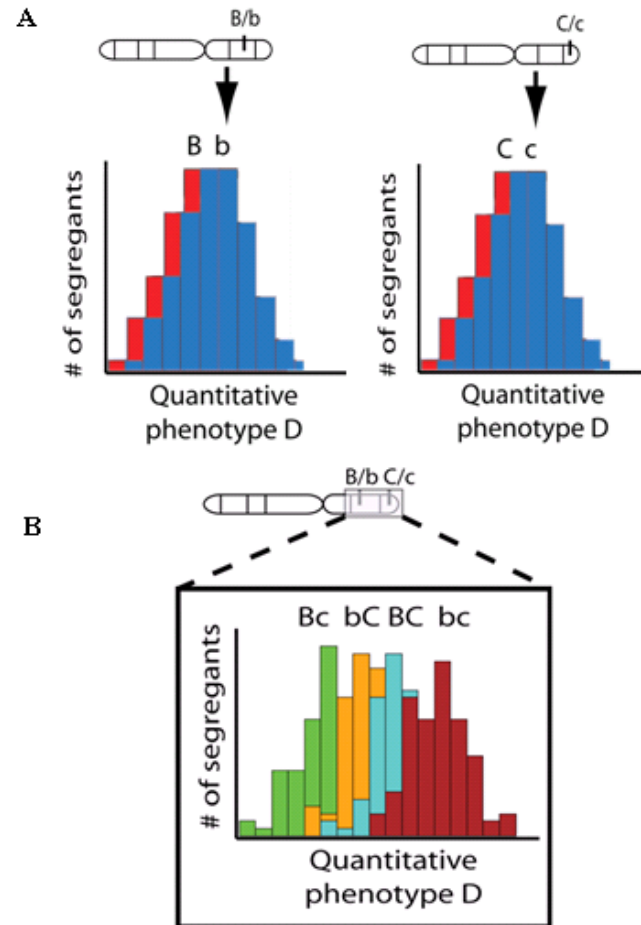 A
B/b
C/c
B b
C c
# of segregants
# of segregants
Quantitative
phenotype D
Quantitative
phenotype D
B
B/b C/c
Bc bC BC bc
# of segregants
Quantitative
phenotype D